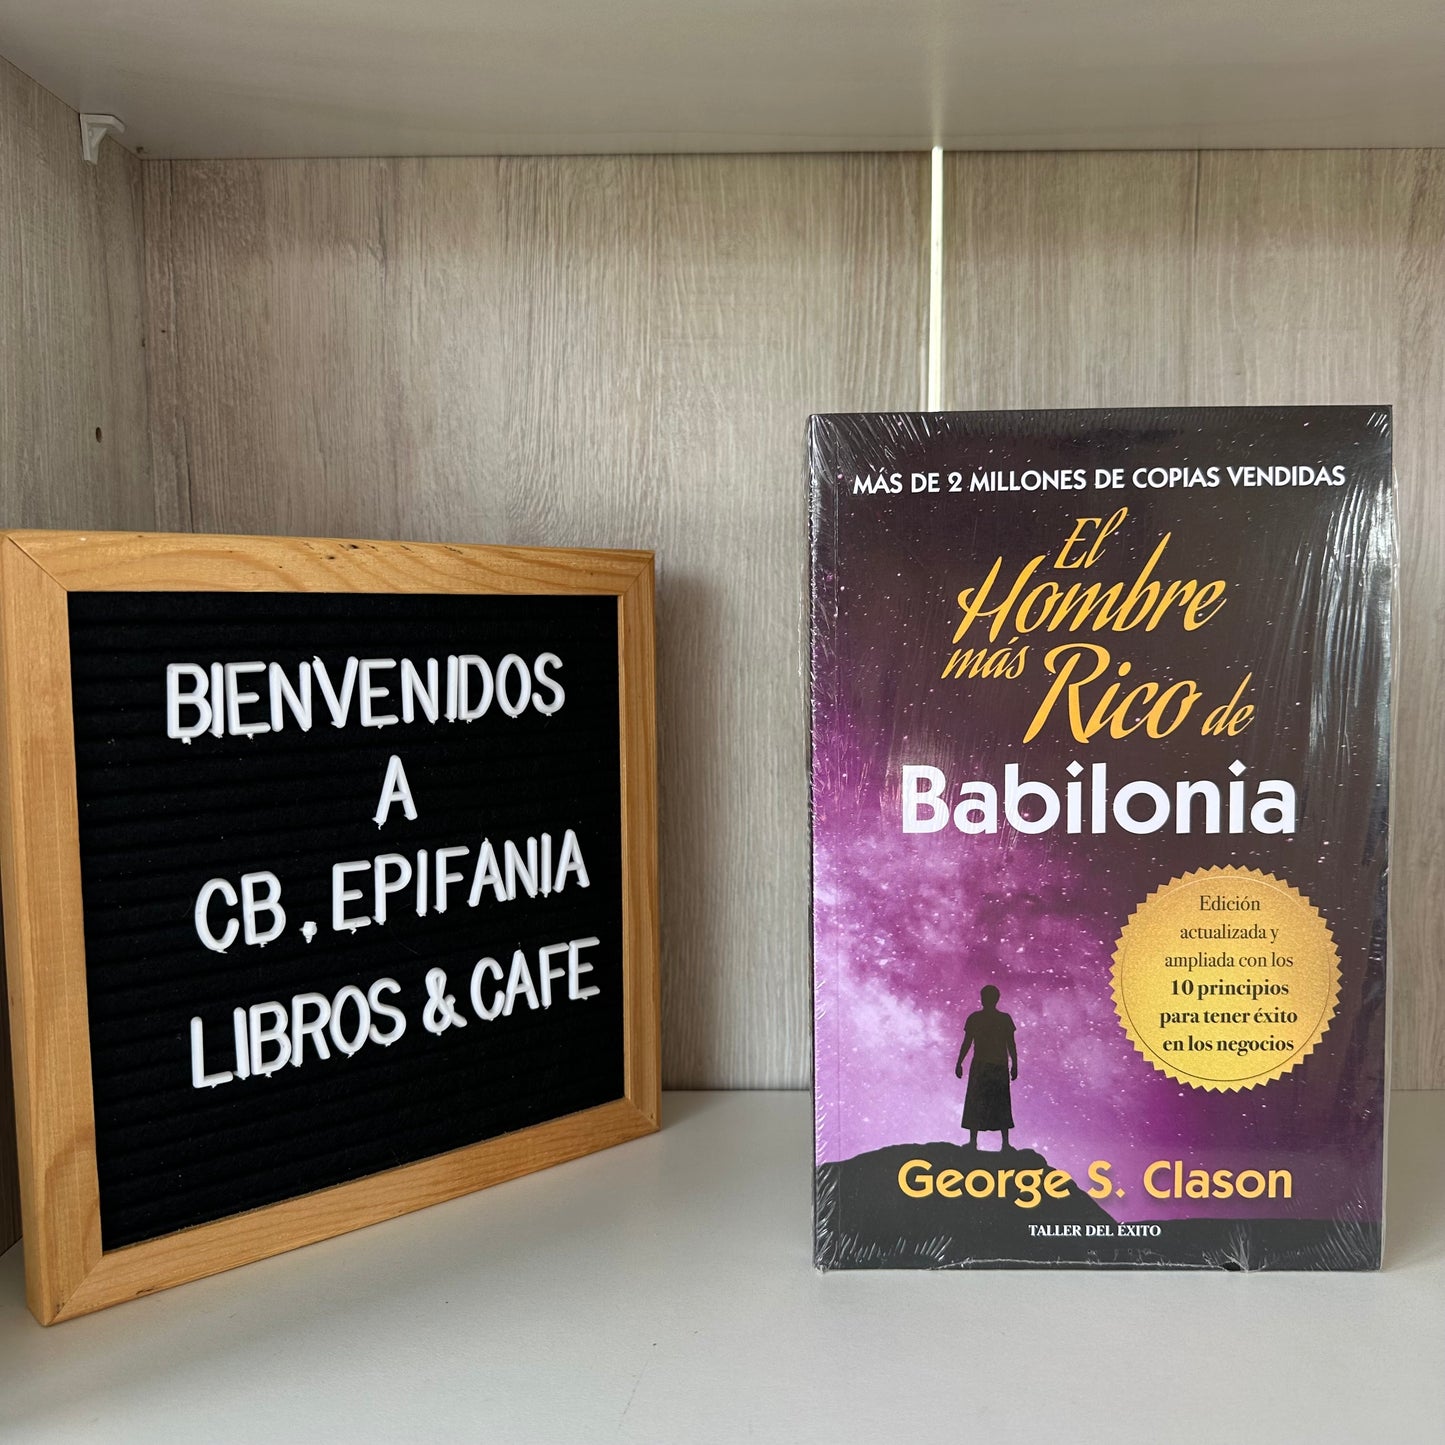 BIENVENIDOS
A
CB. EPIFANIA
LIBROS & CAFE
MÁS DE 2 MILLONES DE COPIAS VENDIDAS
El
Hombre
más Rico de
Babilonia
Edición
actualizada y
ampliada con los
10 principios
para tener éxito
en los negocios
George S. Clason
TALLER DEL ÉXITO